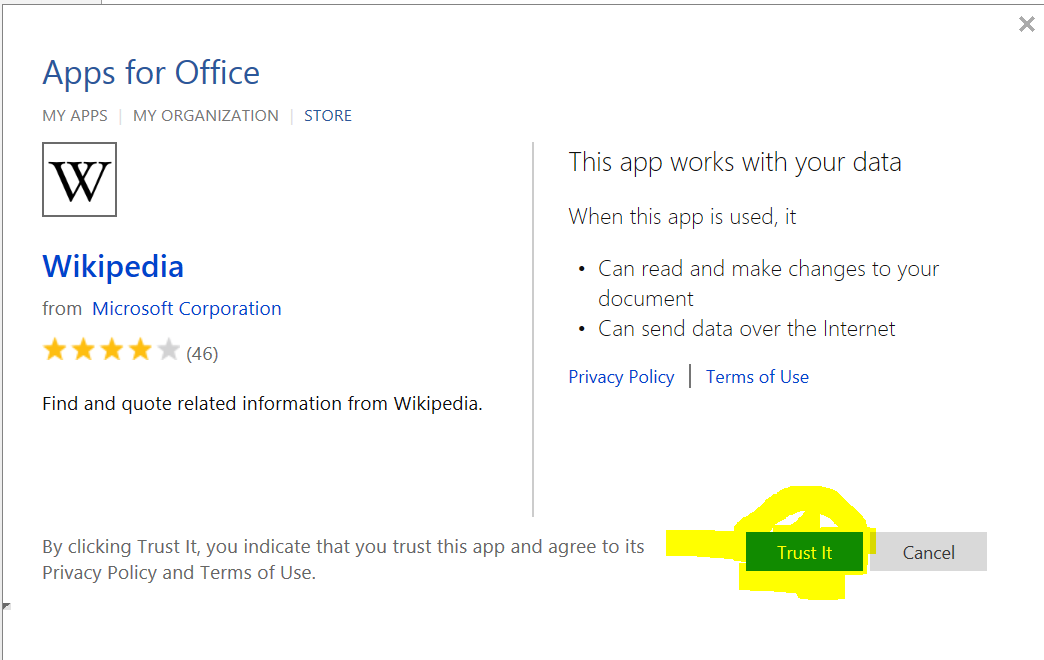 Apps for Office
MY APPS | MY ORGANIZATION | STORE
W
Wikipedia
from Microsoft Corporation
(46)
Find and quote related information from Wikipedia.
This app works with your data
When this app is used, it
• Can read and make changes to your
document
• Can send data over the Internet
Privacy Policy | Terms of Use
By clicking Trust It, you indicate that you trust this app and agree to its
Privacy Policy and Terms of Use.
Trust It
Cancel